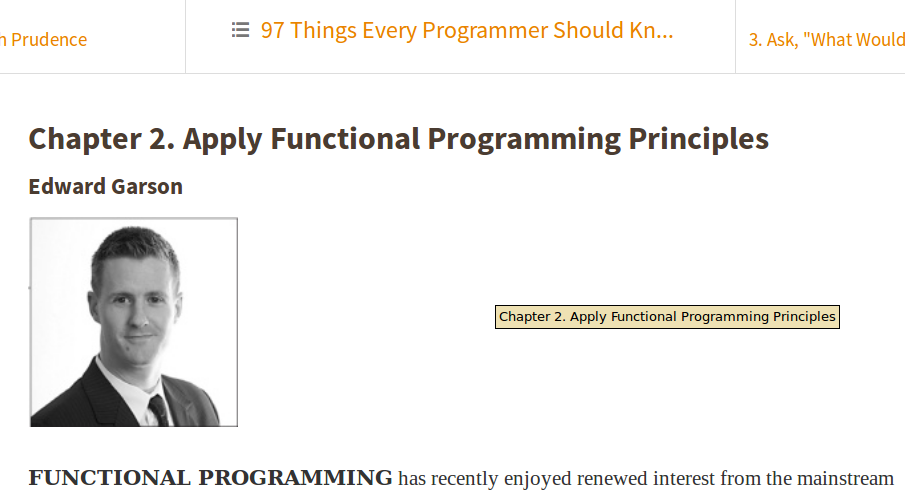 h Prudence
97 Things Every Programmer Should Kn...
3. Ask, "What Would
Chapter 2. Apply Functional Programming Principles
Edward Garson
Chapter 2. Apply Functional Programming Principles
FUNCTIONAL PROGRAMMING has recently enjoyed renewed interest from the mainstream